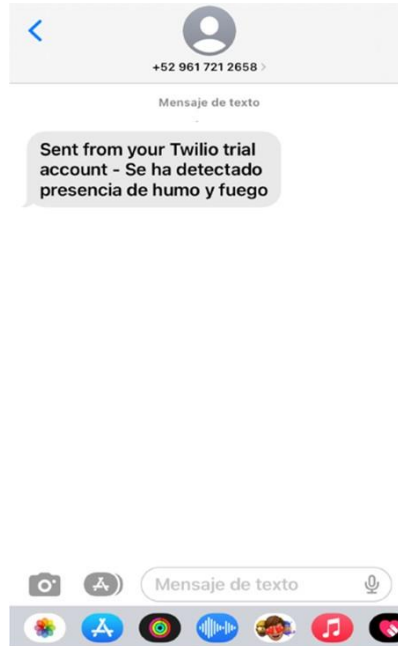 +52 961 721 2658
Mensaje de texto
Sent from your Twilio trial
account - Se ha detectado
presencia de humo y fuego
Mensaje de texto